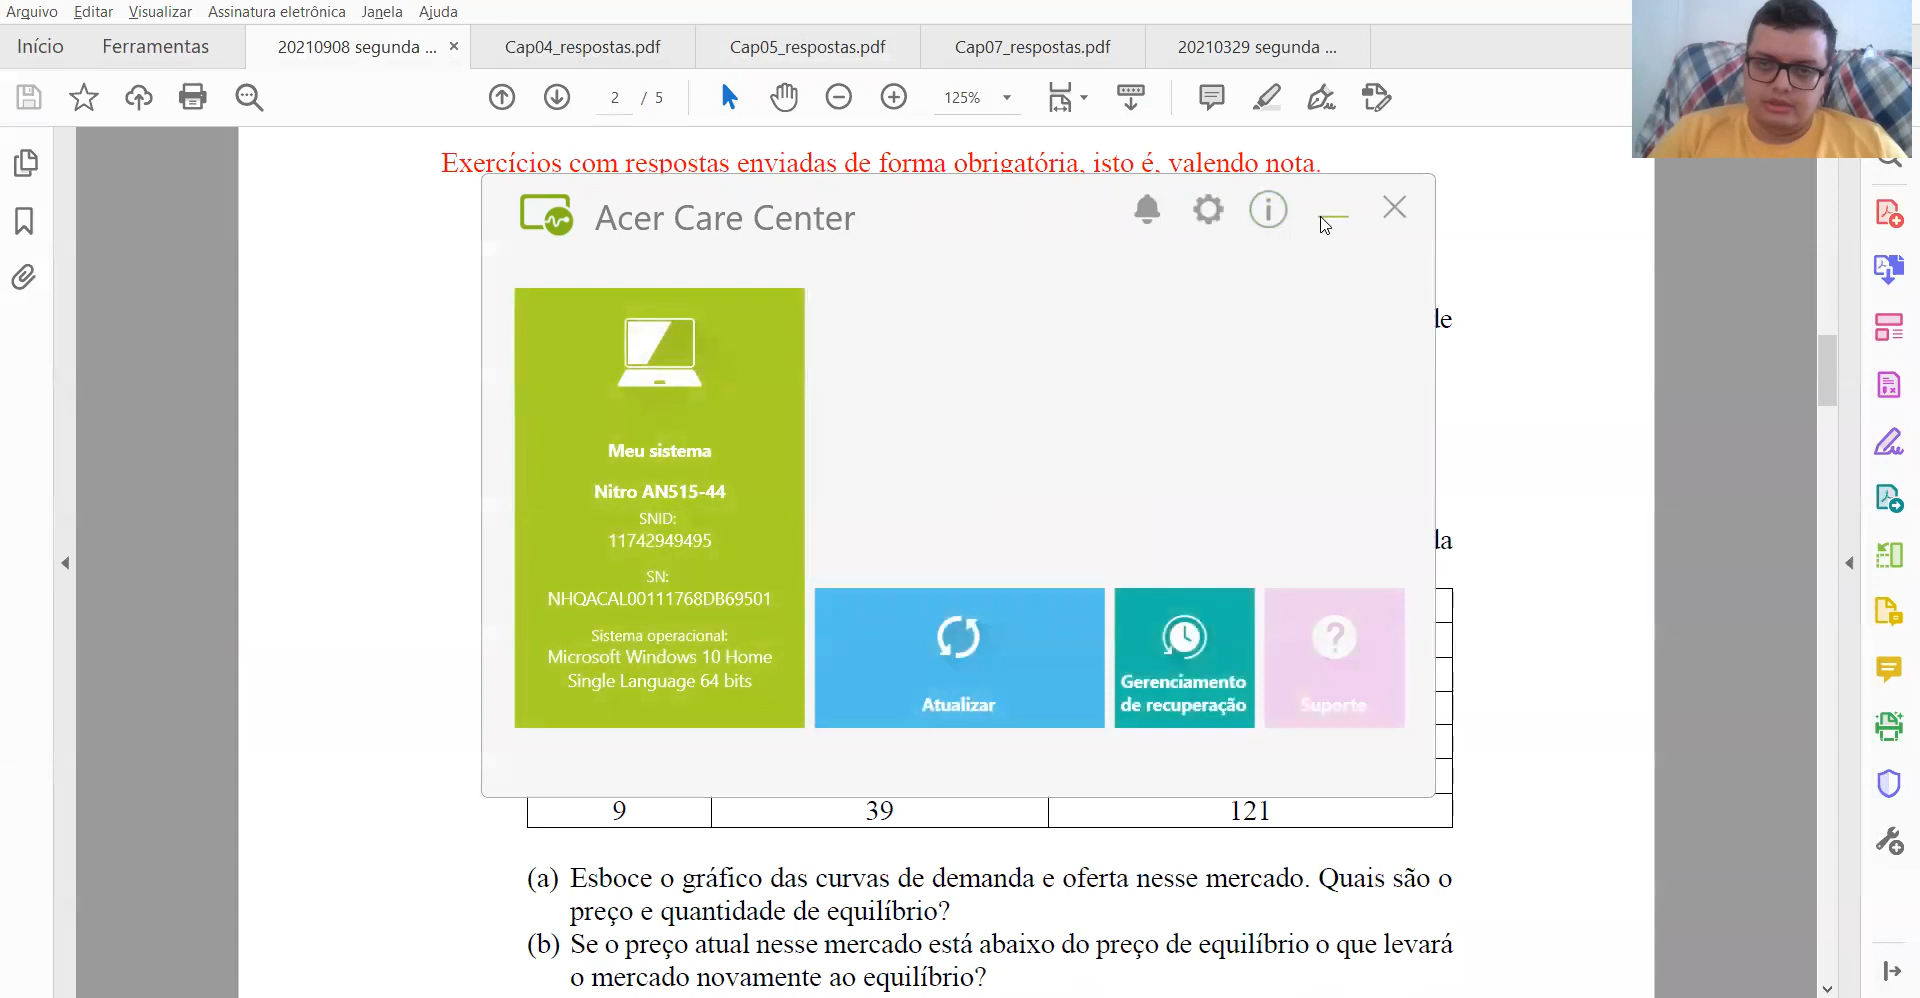 Arquivo Editar Visualizar Assinatura eletrônica Janela Ajuda
Início Ferramentas 20210908 segunda ... × Cap04_respostas.pdf Cap05_respostas.pdf Cap07_respostas.pdf 20210329 segunda ...
2 / 5 125%
Exercícios com respostas enviadas de forma obrigatória, isto é, valendo nota.
Acer Care Center
de
Meu sistema
Nitro AN515-44
SNID:
11742949495
da
SN:
NHQACAL00111768DB69501
Sistema operacional:
Microsoft Windows 10 Home
Single Language 64 bits
Atualizar
Gerenciamento
de recuperação
Suporte
9 39 121
(a) Esboce o gráfico das curvas de demanda e oferta nesse mercado. Quais são o
preço e quantidade de equilíbrio?
(b) Se o preço atual nesse mercado está abaixo do preço de equilíbrio o que levará
o mercado novamente ao equilíbrio?